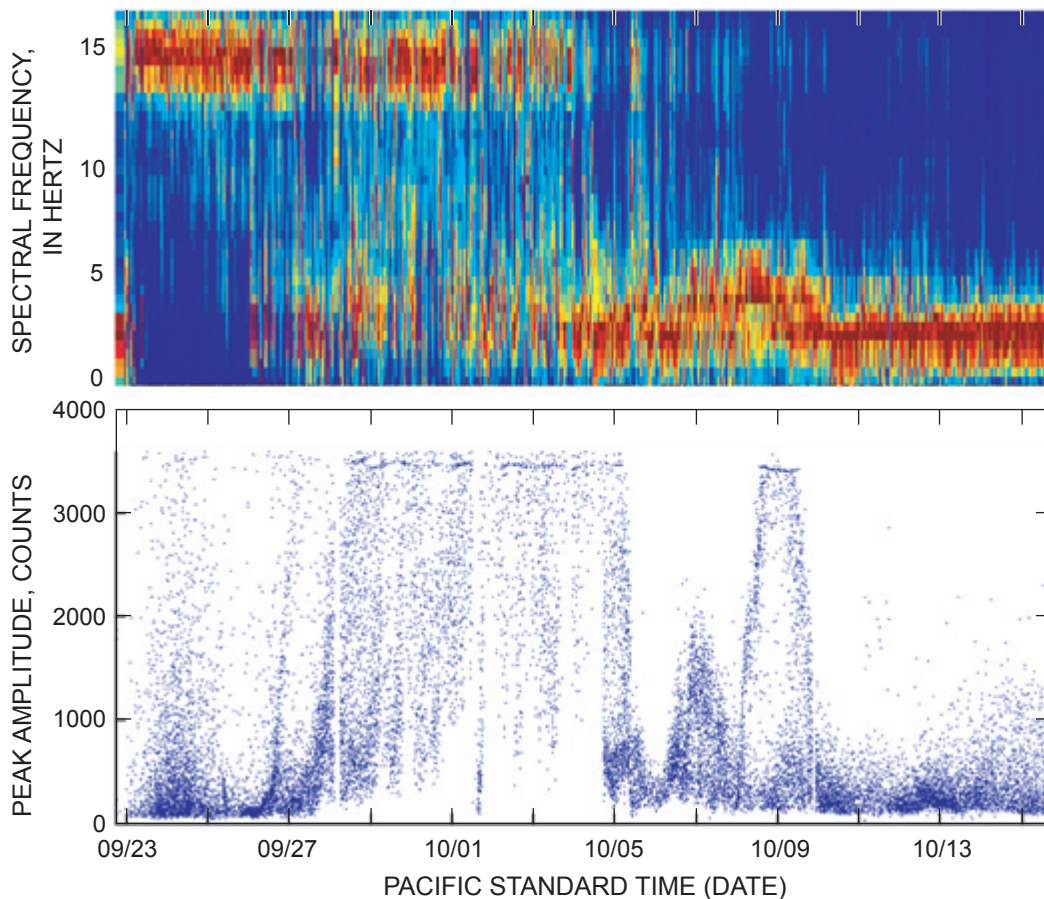 SPECTRAL FREQUENCY,
IN HERTZ
15
10
5
0
PEAK AMPLITUDE, COUNTS
4000
3000
2000
1000
0
09/23 09/27 10/01 10/05 10/09 10/13
PACIFIC STANDARD TIME (DATE)